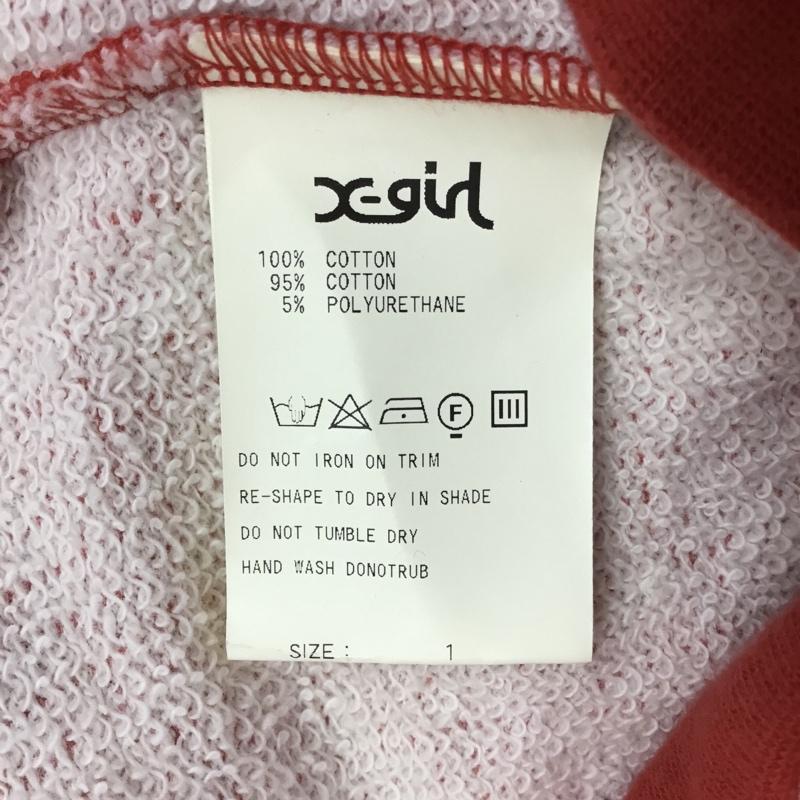 X-girl
100% COTTON
95% COTTON
5% POLYURETHANE
F
DO NOT IRON ON TRIM
RE-SHAPE TO DRY IN SHADE
DO NOT TUMBLE DRY
HAND WASH DONOTRUB
SIZE : 1